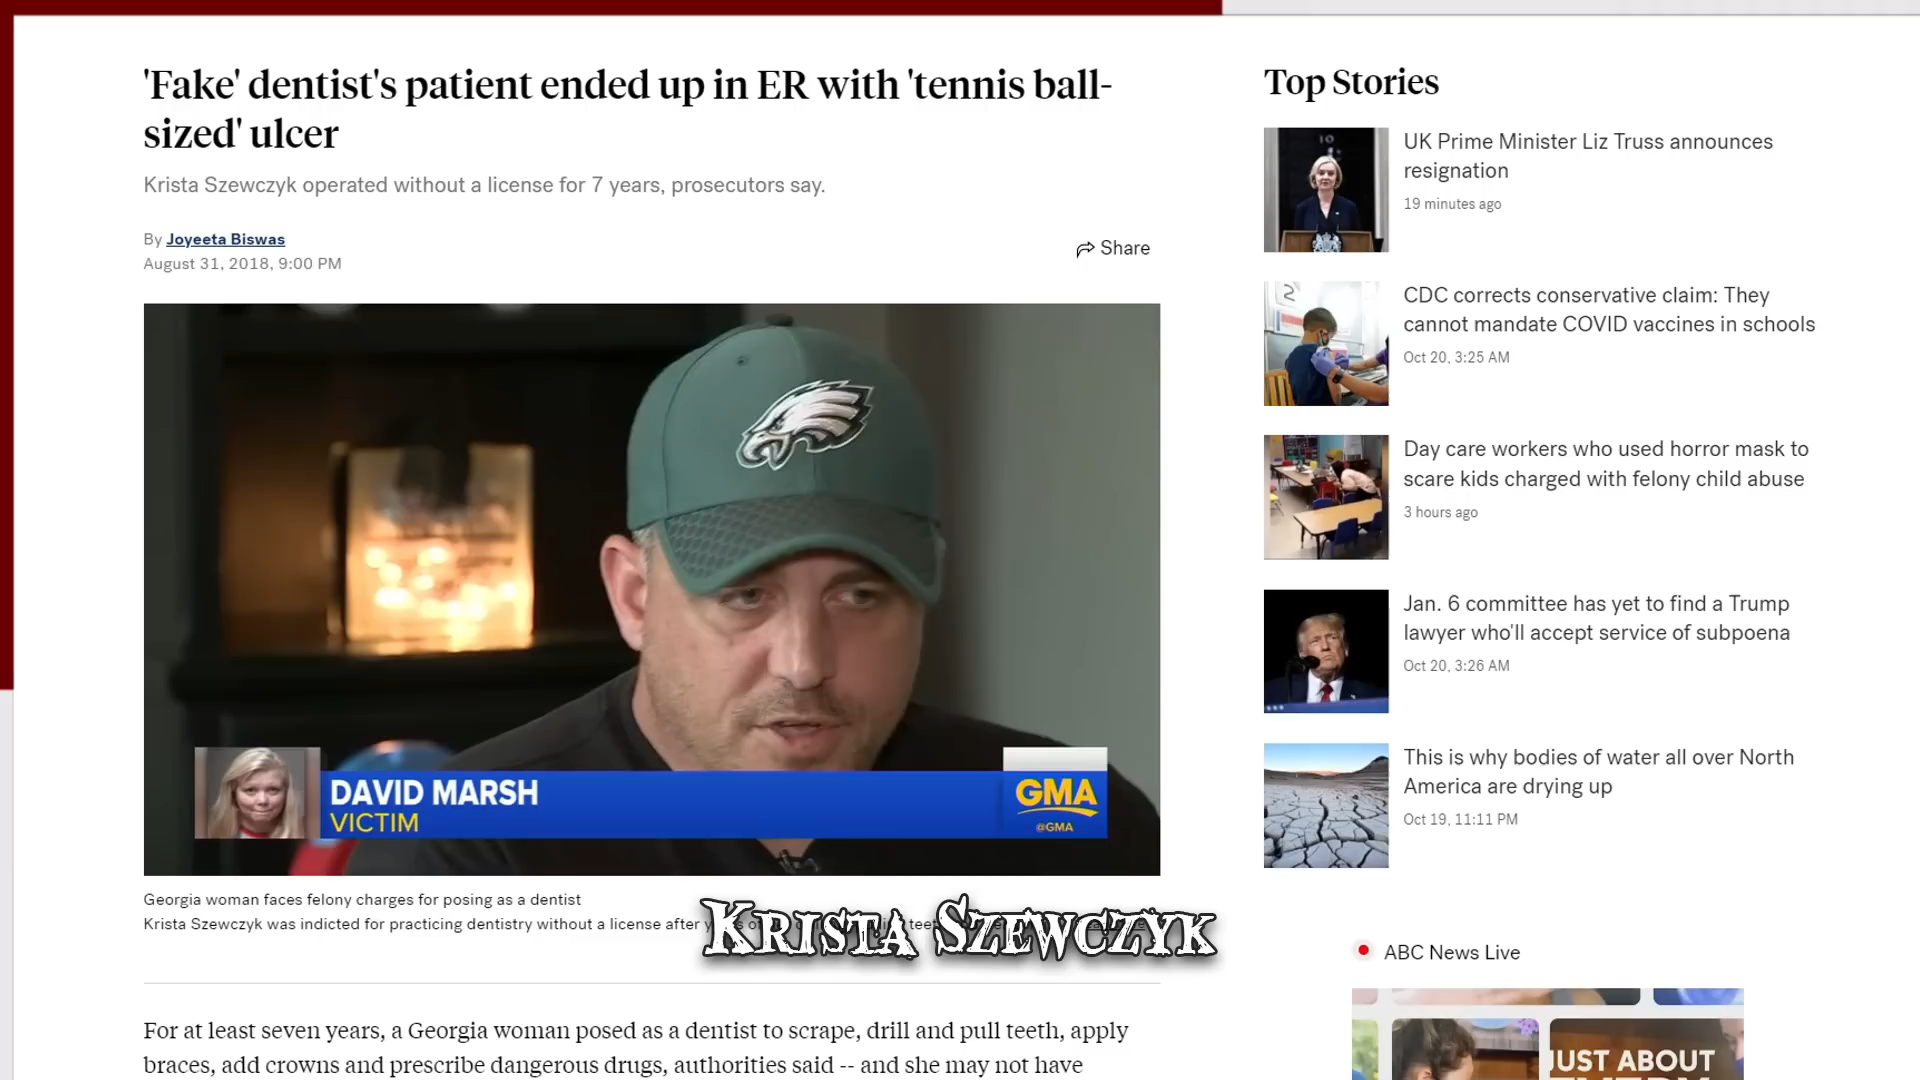 'Fake' dentist's patient ended up in ER with 'tennis ball-
sized' ulcer
Krista Szewczyk operated without a license for 7 years, prosecutors say.
By Joyeeta Biswas
August 31, 2018, 9:00 PM
Share
DAVID MARSH
VICTIM
GMA
@GMA
Georgia woman faces felony charges for posing as a dentist
Krista Szewczyk was indicted for practicing dentistry without a license after
KRISTA SZEWCZYK
For at least seven years, a Georgia woman posed as a dentist to scrape, drill and pull teeth, apply
braces, add crowns and prescribe dangerous drugs, authorities said -- and she may not have
Top Stories
10
UK Prime Minister Liz Truss announces
resignation
19 minutes ago
2
CDC corrects conservative claim: They
cannot mandate COVID vaccines in schools
Oct 20, 3:25 AM
Day care workers who used horror mask to
scare kids charged with felony child abuse
3 hours ago
Jan. 6 committee has yet to find a Trump
lawyer who'll accept service of subpoena
Oct 20, 3:26 AM
This is why bodies of water all over North
America are drying up
Oct 19, 11:11 PM
ABC News Live
JUST ABOUT